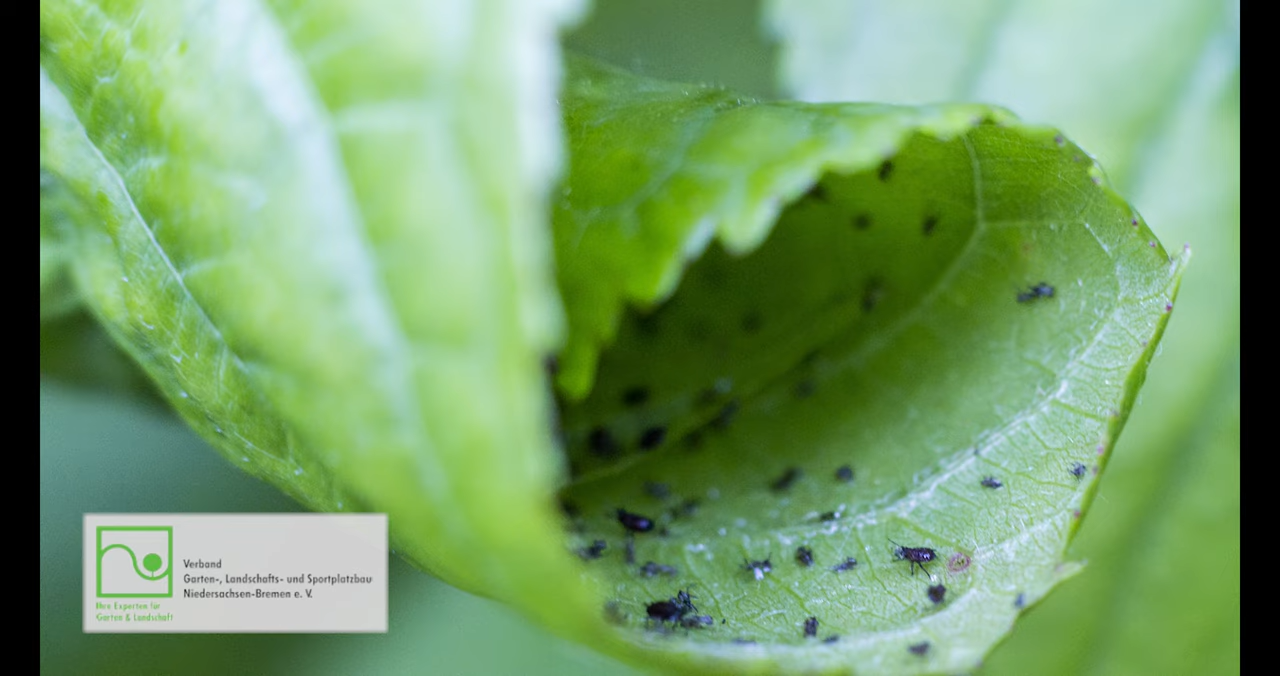 Verband
Garten-, Landschafts- und Sportplatzbau
Niedersachsen-Bremen e. V.
Ihre Experten für
Garten & Landschaft